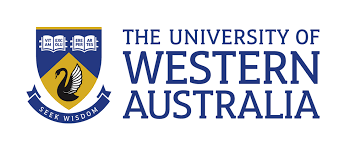 SEEK WISDOM
THE UNIVERSITY OF
WESTERN
AUSTRALIA